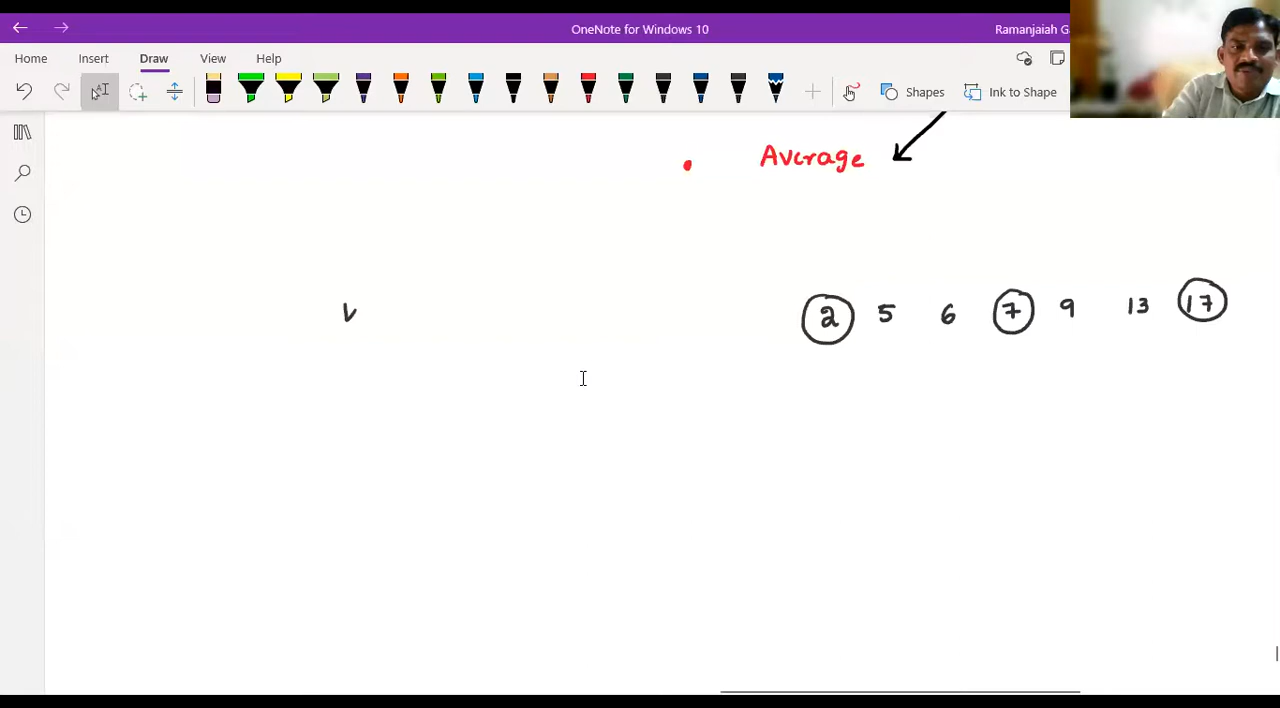 OneNote for Windows 10
Ramanjaiah G
Home Insert Draw View Help
Shapes Ink to Shape
Average
2 5 6 7 9 13 17